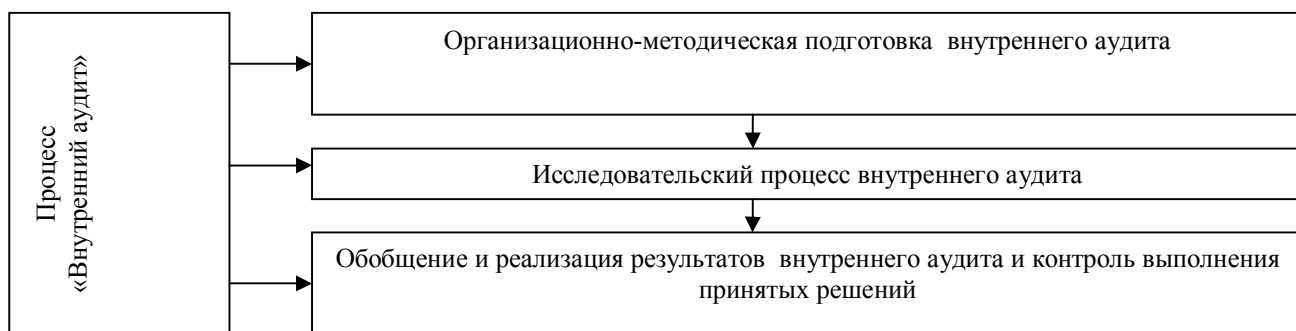 Процесс
«Внутренний аудит»
Организационно-методическая подготовка внутреннего аудита
Исследовательский процесс внутреннего аудита
Обобщение и реализация результатов внутреннего аудита и контроль выполнения
принятых решений